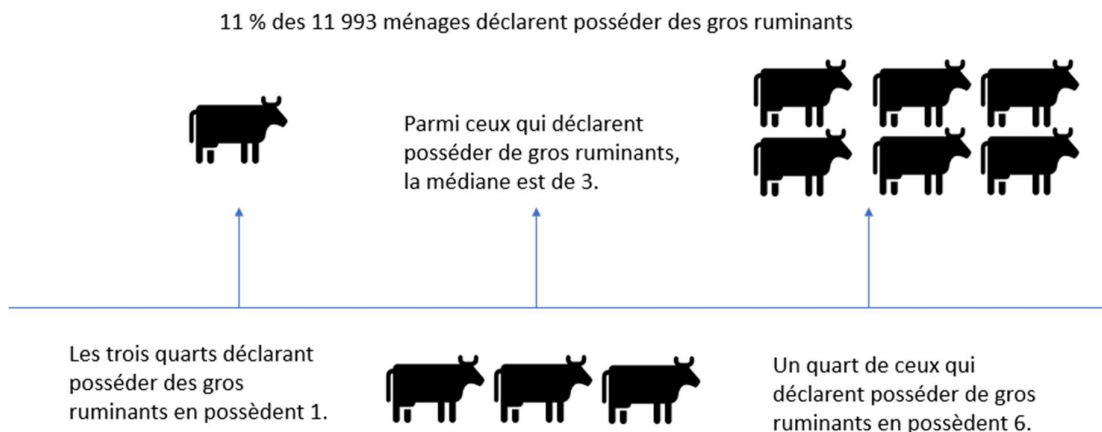 11 % des 11 993 ménages déclarent posséder des gros ruminants
Parmi ceux qui déclarent
posséder de gros ruminants,
la médiane est de 3.
Les trois quarts déclarant
posséder des gros
ruminants en possèdent 1.
Un quart de ceux qui
déclarent posséder de gros
ruminants en possèdent 6.